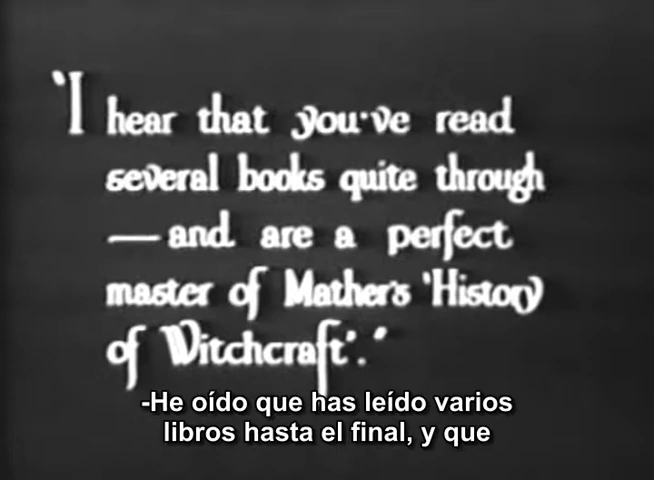 'I hear that you've read
several books quite through
— and are a perfect
master of Mather's 'History
of Witchcraft'.'
-He oído que has leído varios
libros hasta el final, y que